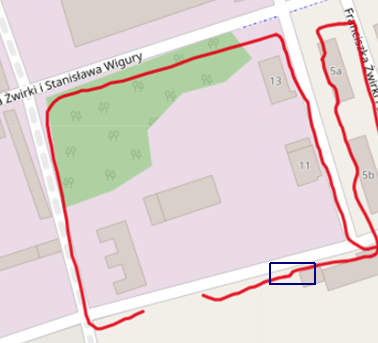 a Żwirki i Stanisława Wigury
Franciszka Żwirki i
5a
13
11
5b